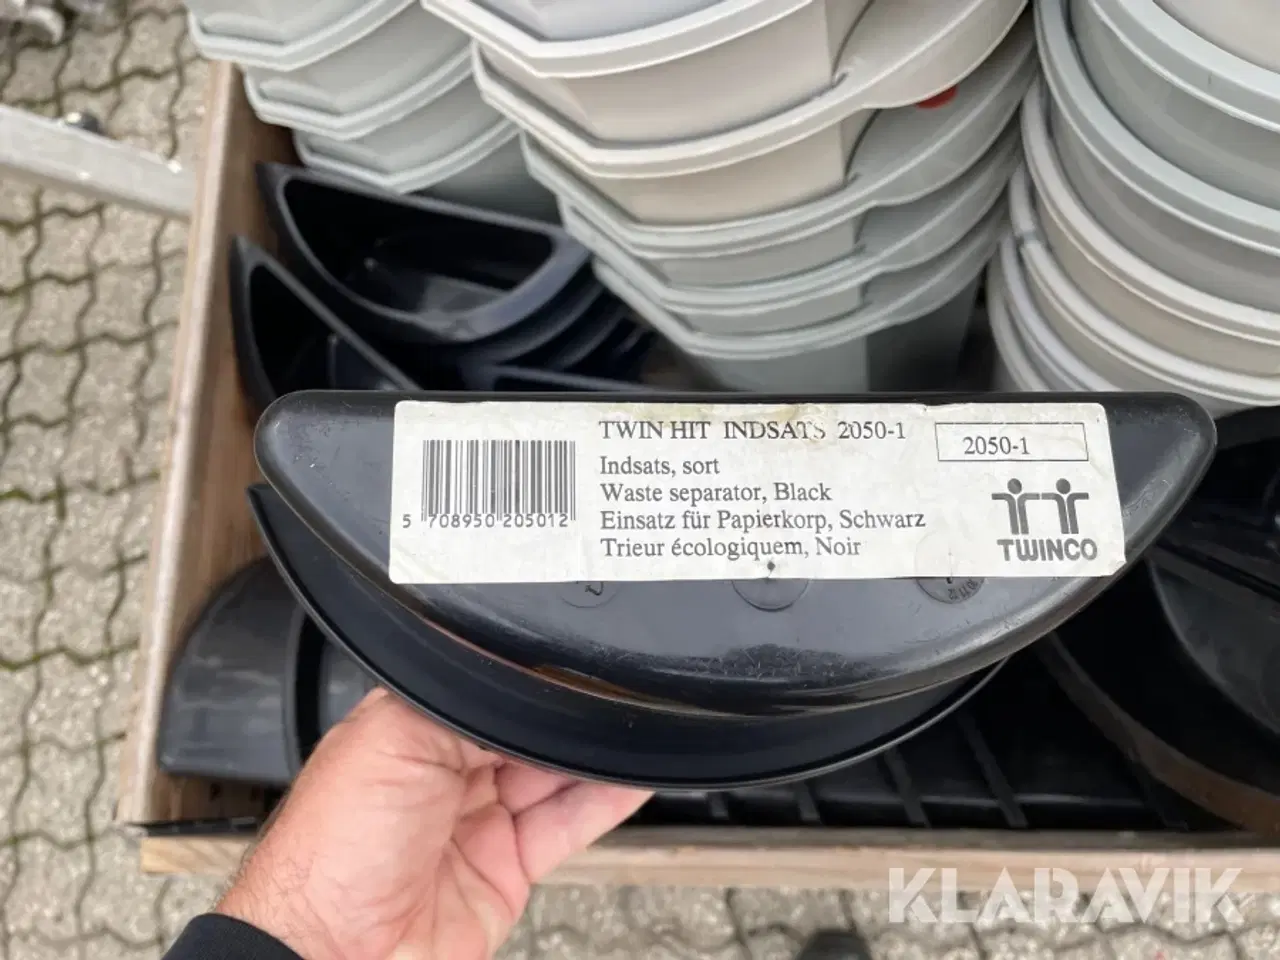 TWIN HIT INDSATS 2050-1
2050-1
Indsats, sort
Waste separator, Black
Einsatz für Papierkorp, Schwarz
Trieur écologiquem, Noir
5 708950 205012
TWINCO
KLARAVIK